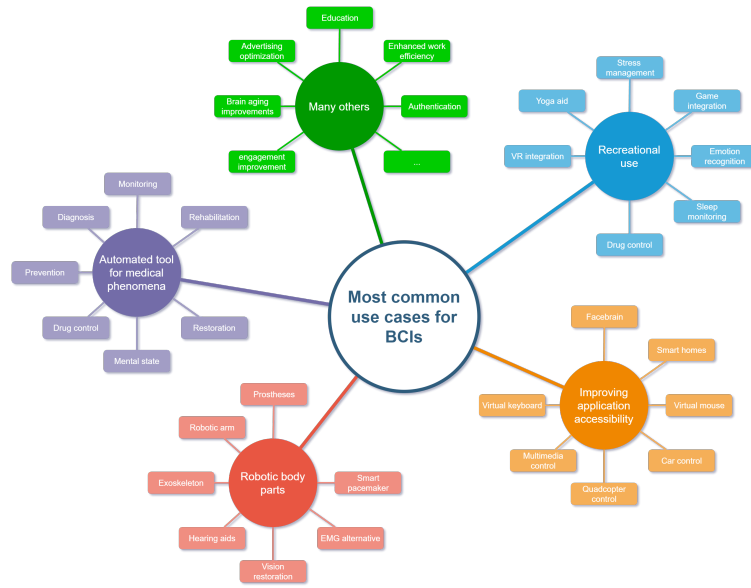 Most common
use cases for
BCIs
Many others
Education
Enhanced work
efficiency
Authentication
...
engagement
improvement
Brain aging
improvements
Advertising
optimization
Recreational
use
Stress
management
Game
integration
Emotion
recognition
Sleep
monitoring
Drug control
VR integration
Yoga aid
Improving
application
accessibility
Facebrain
Smart homes
Virtual mouse
Car control
Quadcopter
control
Multimedia
control
Virtual keyboard
Robotic body
parts
Prostheses
Smart
pacemaker
EMG alternative
Vision
restoration
Hearing aids
Exoskeleton
Robotic arm
Automated tool
for medical
phenomena
Monitoring
Rehabilitation
Restoration
Mental state
Drug control
Prevention
Diagnosis